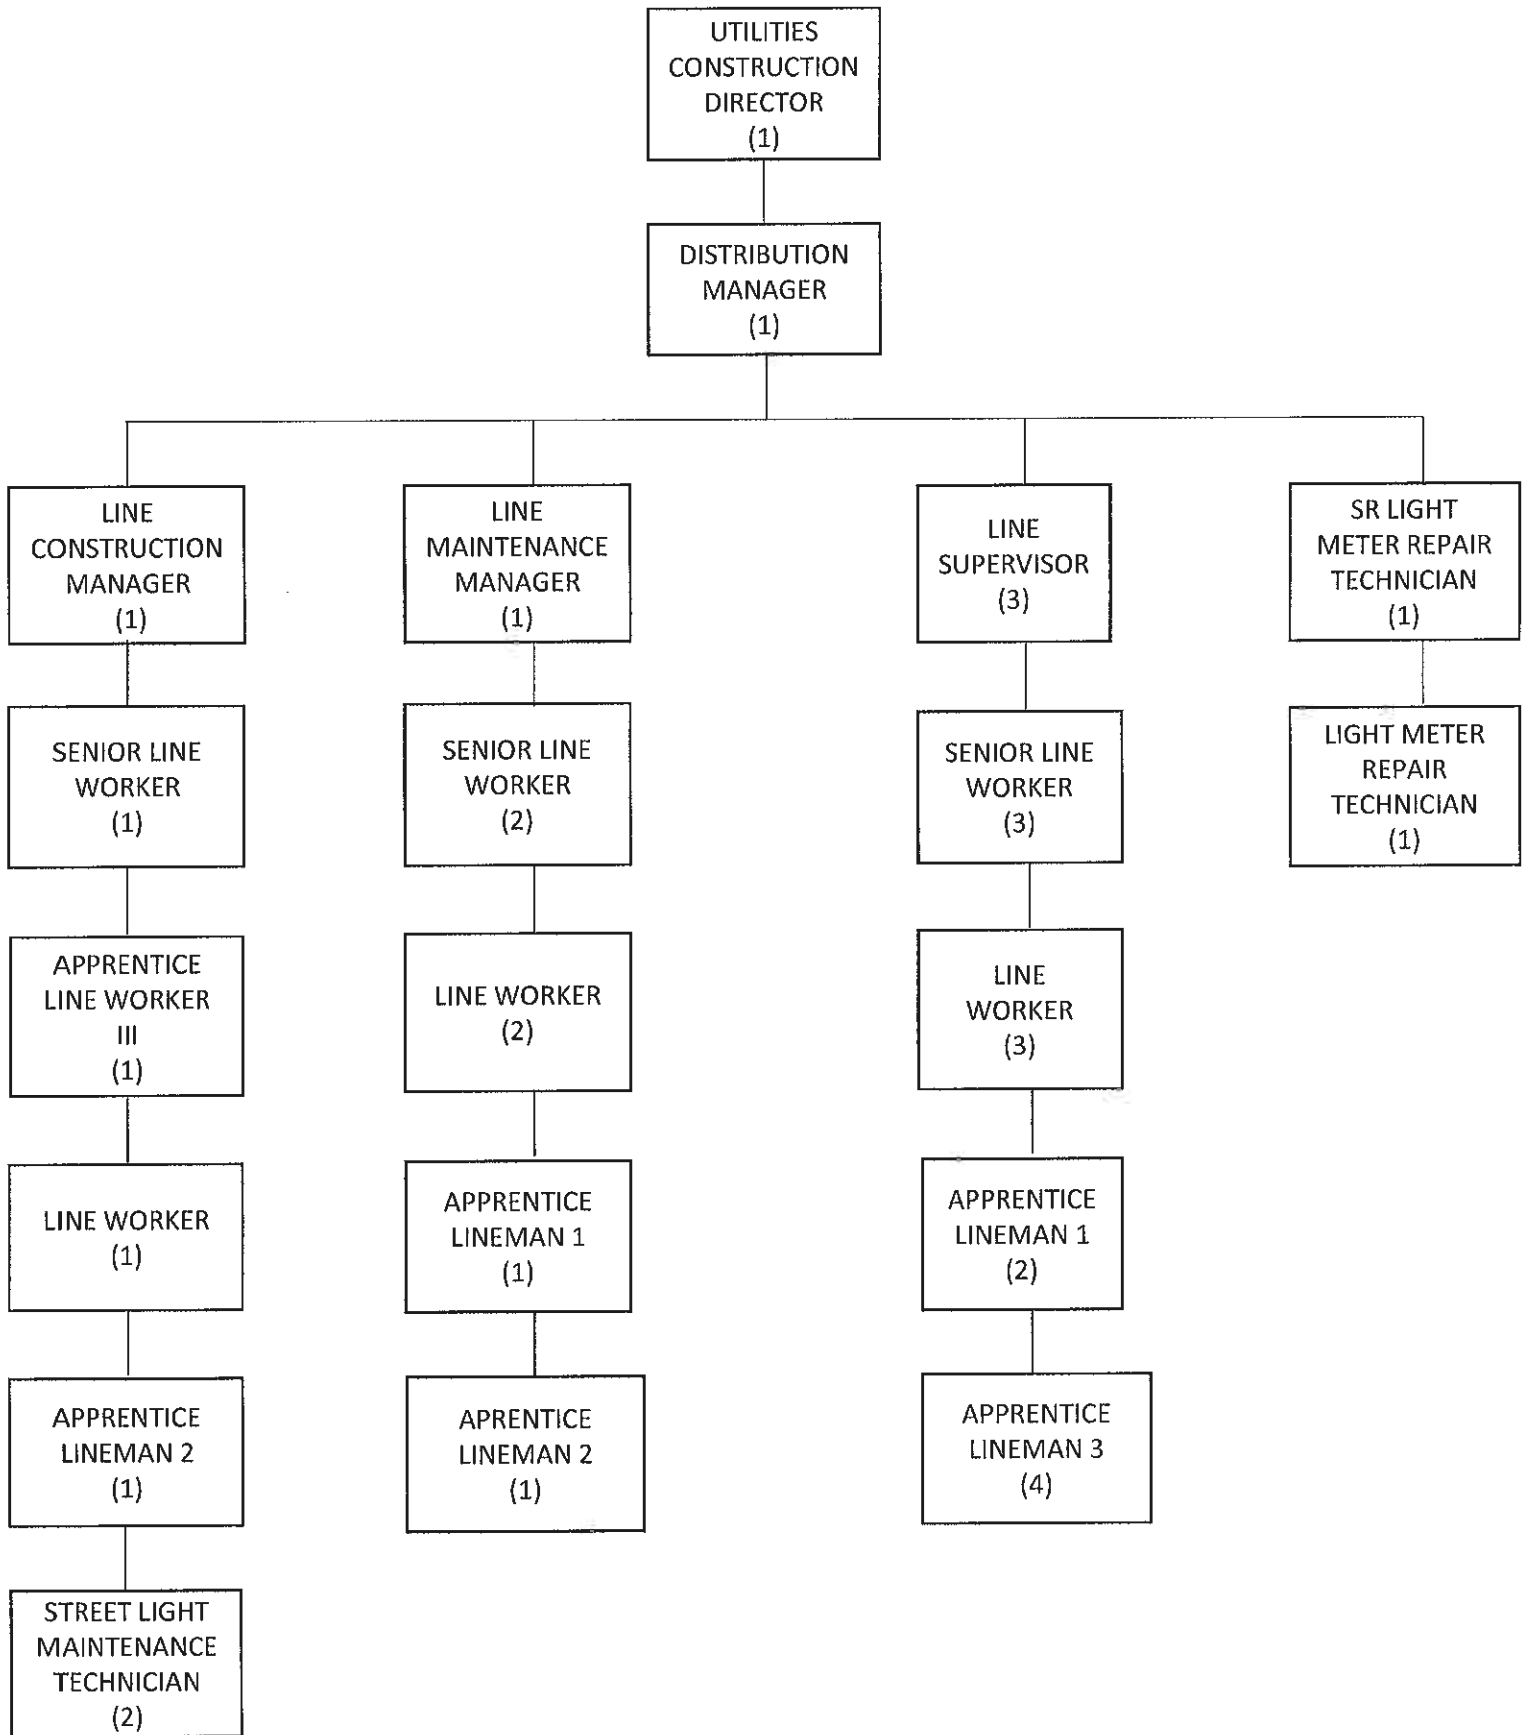 UTILITIES
CONSTRUCTION
DIRECTOR
(1)
DISTRIBUTION
MANAGER
(1)
LINE
CONSTRUCTION
MANAGER
(1)
LINE
MAINTENANCE
MANAGER
(1)
LINE
SUPERVISOR
(3)
SR LIGHT
METER REPAIR
TECHNICIAN
(1)
SENIOR LINE
WORKER
(1)
SENIOR LINE
WORKER
(2)
SENIOR LINE
WORKER
(3)
LIGHT METER
REPAIR
TECHNICIAN
(1)
APPRENTICE
LINE WORKER
III
(1)
LINE WORKER
(2)
LINE
WORKER
(3)
LINE WORKER
(1)
APPRENTICE
LINEMAN 1
(1)
APPRENTICE
LINEMAN 1
(2)
APPRENTICE
LINEMAN 2
(1)
APRENTICE
LINEMAN 2
(1)
APPRENTICE
LINEMAN 3
(4)
STREET LIGHT
MAINTENANCE
TECHNICIAN
(2)